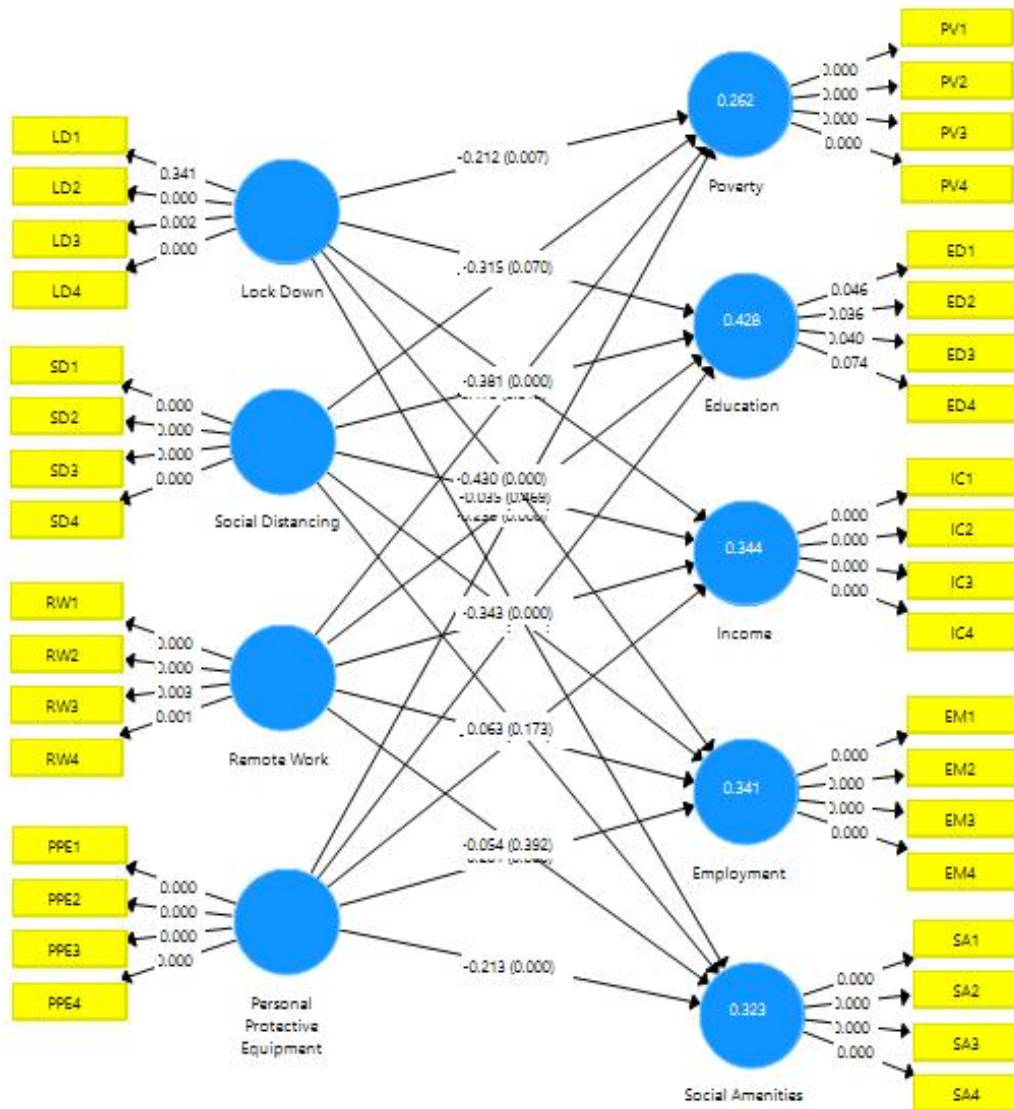 PV1
0.000
PV2
0.262
0.000
LD1
0.000
PV3
0.341
0.000
-0.212 (0.007)
LD2
0.000
Poverty
PV4
0.002
LD3
0.000
ED1
-0.315 (0.070)
LD4
Lock Down
0.046
0.036
ED2
0.428
0.040
SD1
0.074
ED3
-0.381 (0.000)
0.000
SD2
Education
ED4
0.000
0.000
SD3
0.000
IC1
-0.430 (0.000)
-0.035 (0.469)
SD4
Social Distancing
0.000
0.000
IC2
0.344
0.000
IC3
RW1
0.000
-0.343 (0.000)
0.000
Income
IC4
RW2
0.000
0.003
RW3
0.001
EM1
0.063 (0.173)
RW4
Remote Work
0.000
EM2
0.341
0.000
0.000
EM3
PPE1
-0.054 (0.392)
0.000
0.000
Employment
EM4
PPE2
0.000
0.000
PPE3
0.000
SA1
-0.213 (0.000)
0.000
PPE4
SA2
Personal
Protective
Equipment
0.323
0.000
0.000
SA3
0.000
Social Amenities
SA4